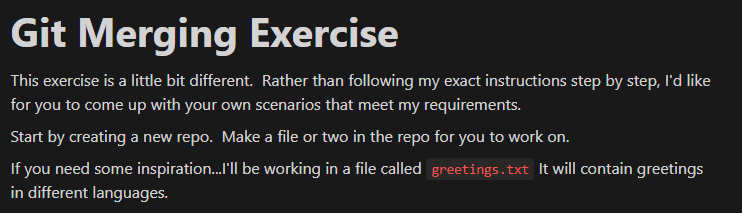 Git Merging Exercise
This exercise is a little bit different.  Rather than following my exact instructions step by step, I'd like
for you to come up with your own scenarios that meet my requirements.
Start by creating a new repo.  Make a file or two in the repo for you to work on.
If you need some inspiration...I'll be working in a file called greetings.txt It will contain greetings
in different languages.